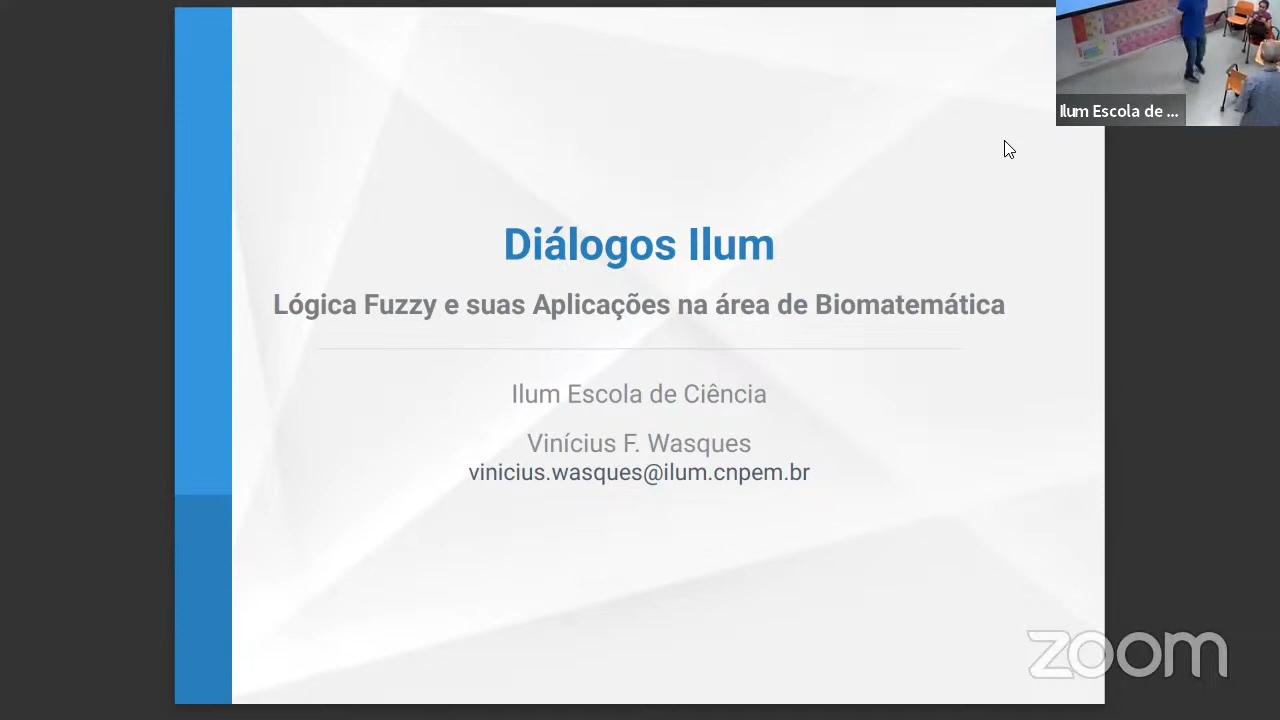 Ilum Escola de ...
Diálogos Ilum
Lógica Fuzzy e suas Aplicações na área de Biomatemática
Ilum Escola de Ciência
Vinícius F. Wasques
vinicius.wasques@ilum.cnpem.br
zoom